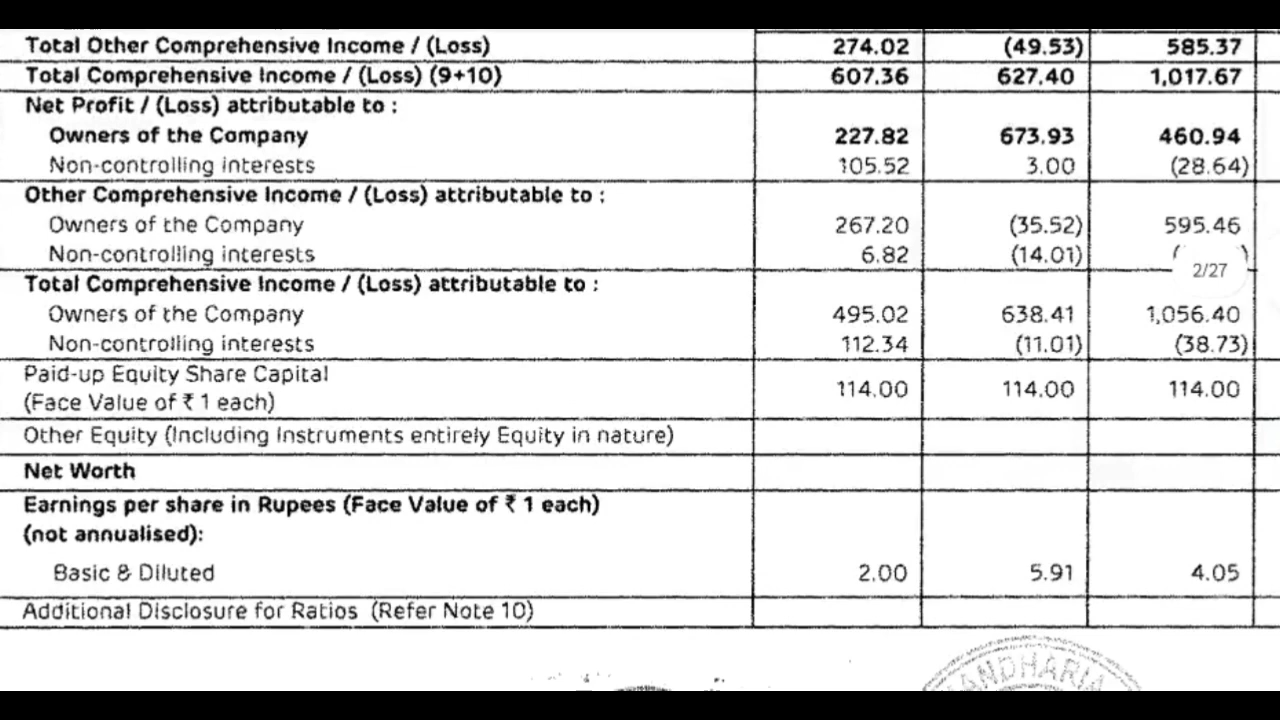 Total Other Comprehensive Income / (Loss) 274.02 (49.53) 585.37
Total Comprehensive Income / (Loss) (9+10) 607.36 627.40 1,017.67
Net Profit / (Loss) attributable to :
Owners of the Company 227.82 673.93 460.94
Non-controlling interests 105.52 3.00 (28.64)
Other Comprehensive Income / (Loss) attributable to :
Owners of the Company 267.20 (35.52) 595.46
Non-controlling interests 6.82 (14.01)
2/27
Total Comprehensive Income / (Loss) attributable to :
Owners of the Company 495.02 638.41 1,056.40
Non-controlling interests 112.34 (11.01) (38.73)
Paid-up Equity Share Capital
(Face Value of ₹ 1 each) 114.00 114.00 114.00
Other Equity (Including Instruments entirely Equity in nature)
Net Worth
Earnings per share in Rupees (Face Value of ₹ 1 each)
(not annualised):
Basic & Diluted 2.00 5.91 4.05
Additional Disclosure for Ratios (Refer Note 10)